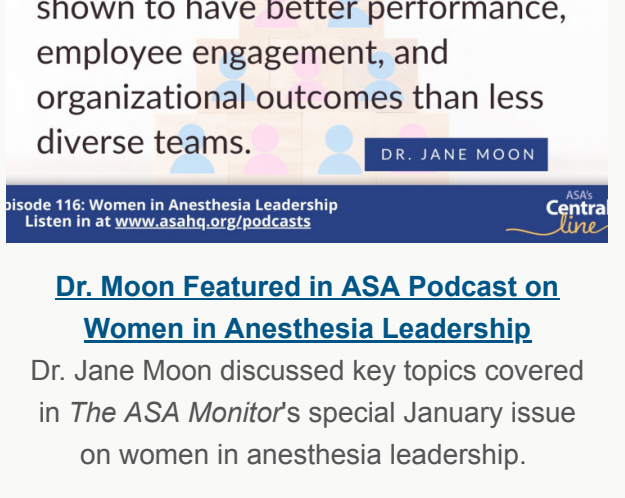 shown to have better performance,
employee engagement, and
organizational outcomes than less
diverse teams.
DR. JANE MOON
pisode 116: Women in Anesthesia Leadership
Listen in at www.asahq.org/podcasts
ASA's
Central
line
Dr. Moon Featured in ASA Podcast on
Women in Anesthesia Leadership
Dr. Jane Moon discussed key topics covered
in The ASA Monitor's special January issue
on women in anesthesia leadership.